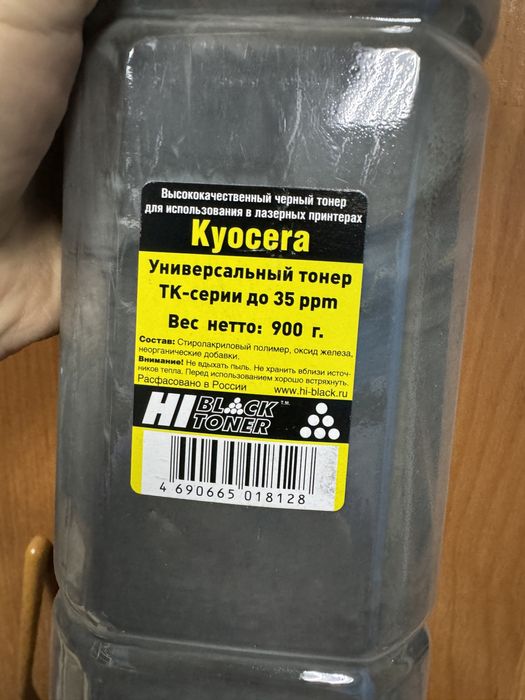 Высококачественный черный тонер
для использования в лазерных принтерах
Kyocera
Универсальный тонер
TK-серии до 35 ppm
Вес нетто: 900 г.
Состав: Стиролакриловый полимер, оксид железа,
неорганические добавки.
Внимание! Не вдыхать пыль. Не хранить вблизи источ-
ников тепла. Перед использованием хорошо встряхнуть.
Расфасовано в России www.hi-black.ru
HI BLACK TM
TONER
4 690665 018128